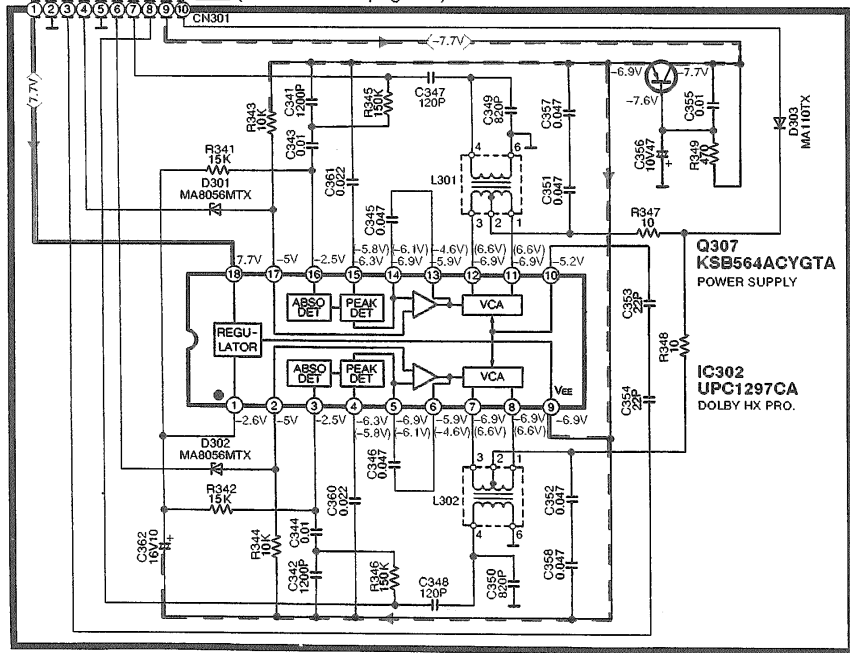 1 2 3 4 5 6 7 8 9 10
CN301
7.7V
-7.7V
-6.9V
-7.7V
-7.6V
R343
10K
C341
1200P
C343
0.01
R345
150K
C347
120P
C349
820P
C357
0.047
C355
0.01
C356
10V47
+
R349
470
D303
MA110TX
R341
15K
D301
MA8056MTX
C361
0.022
C345
0.047
L301
4
6
3
2
1
C351
0.047
R347
10
Q307
KSB564ACYGTA
POWER SUPPLY
(-5.8V) (-6.1V) (-4.6V) (6.6V) (6.6V)
7.7V -5V -2.5V -6.3V -6.9V -5.9V -6.9V -6.9V -5.2V
18 17 16 15 14 13 12 11 10
ABSO
DET
PEAK
DET
VCA
REGU-
LATOR
ABSO
DET
PEAK
DET
VCA
VEE
1 2 3 4 5 6 7 8 9
-2.6V -5V -2.5V -6.3V -6.9V -5.9V -6.9V -6.9V -6.9V
(-5.8V) (-6.1V) (-4.6V) (6.6V) (6.6V)
C353
22P
R348
10
C354
22P
IC302
UPC1297CA
DOLBY HX PRO.
D302
MA8056MTX
R342
15K
C362
16V10
+
R344
10K
C344
0.01
C342
1200P
C360
0.022
C346
0.047
R346
150K
C348
120P
L302
3
2
1
4
6
C350
820P
C352
0.047
C358
0.047